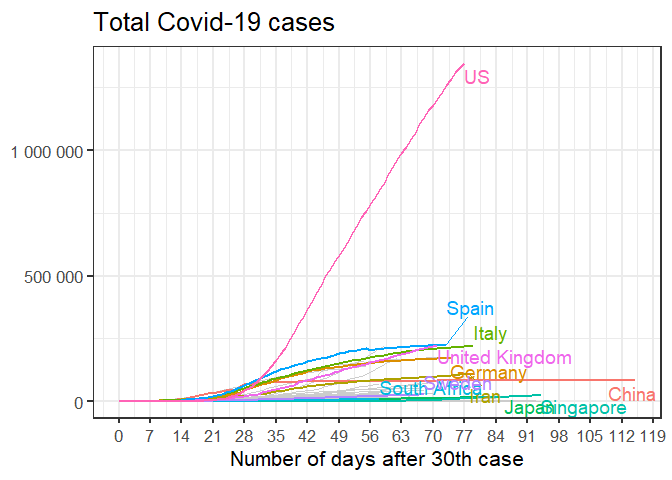 Total Covid-19 cases
US
1 000 000
500 000
Spain
Italy
United Kingdom
Germany
Sweden
South Africa
Iran
China
Japan
Singapore
0
0 7 14 21 28 35 42 49 56 63 70 77 84 91 98 105 112 119
Number of days after 30th case